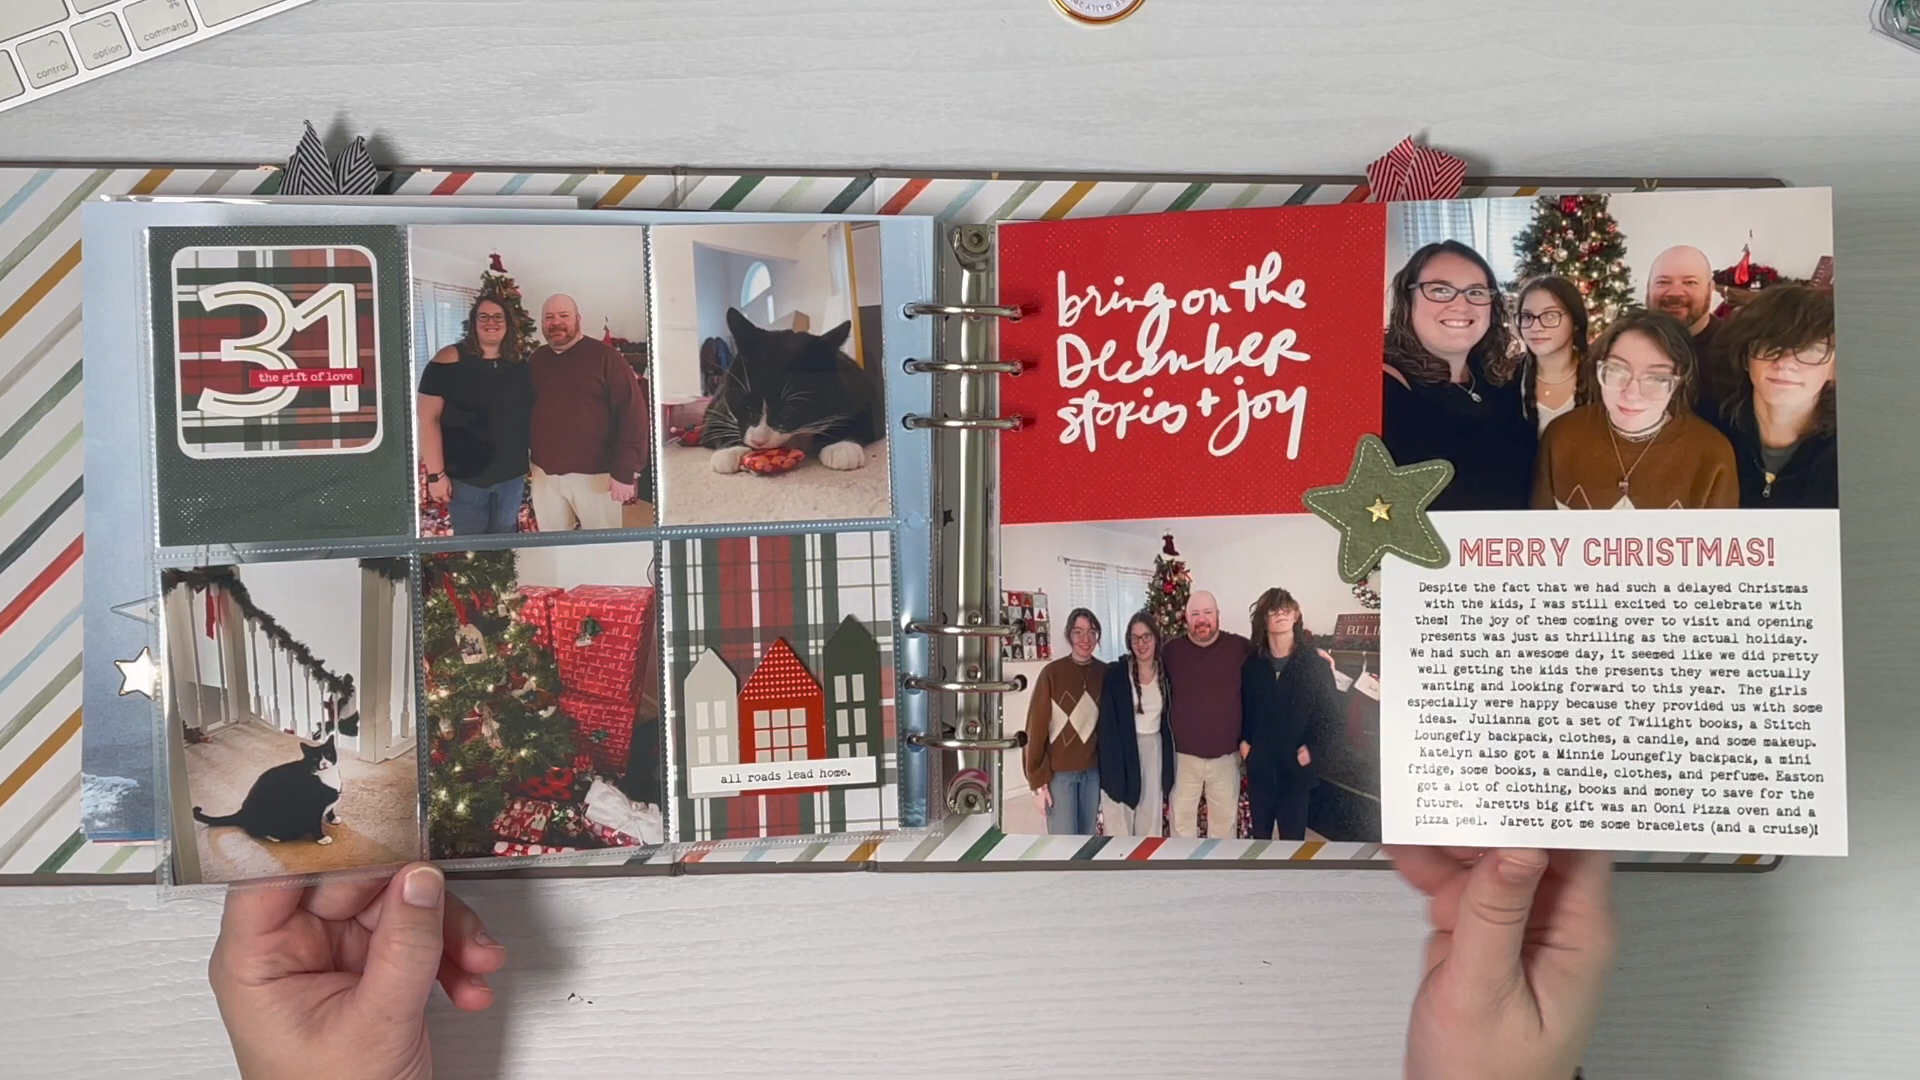 control
option
command
31
the gift of love
all roads lead home.
bring on the
December
stories + joy
BELIE
MERRY CHRISTMAS!
Despite the fact that we had such a delayed Christmas
with the kids, I was still excited to celebrate with
them! The joy of them coming over to visit and opening
presents was just as thrilling as the actual holiday.
We had such an awesome day, it seemed like we did pretty
well getting the kids the presents they were actually
wanting and looking forward to this year. The girls
especially were happy because they provided us with some
ideas. Julianna got a set of Twilight books, a Stitch
Loungefly backpack, clothes, a candle, and some makeup.
Katelyn also got a Minnie Loungefly backpack, a mini
fridge, some books, a candle, clothes, and perfume. Easton
got a lot of clothing, books and money to save for the
future. Jarett's big gift was an Ooni Pizza oven and a
pizza peel. Jarett got me some bracelets (and a cruise)!